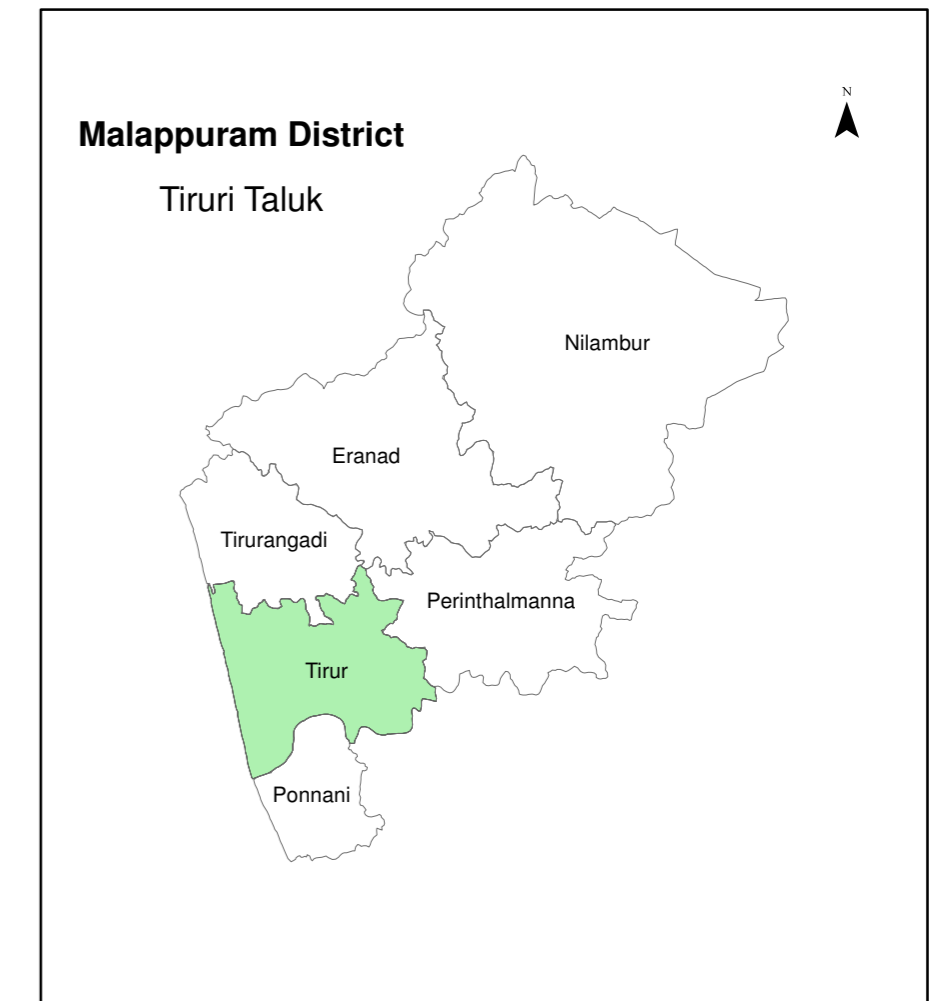 N
Malappuram District
Tiruri Taluk
Nilambur
Eranad
Tirurangadi
Perinthalmanna
Tirur
Ponnani